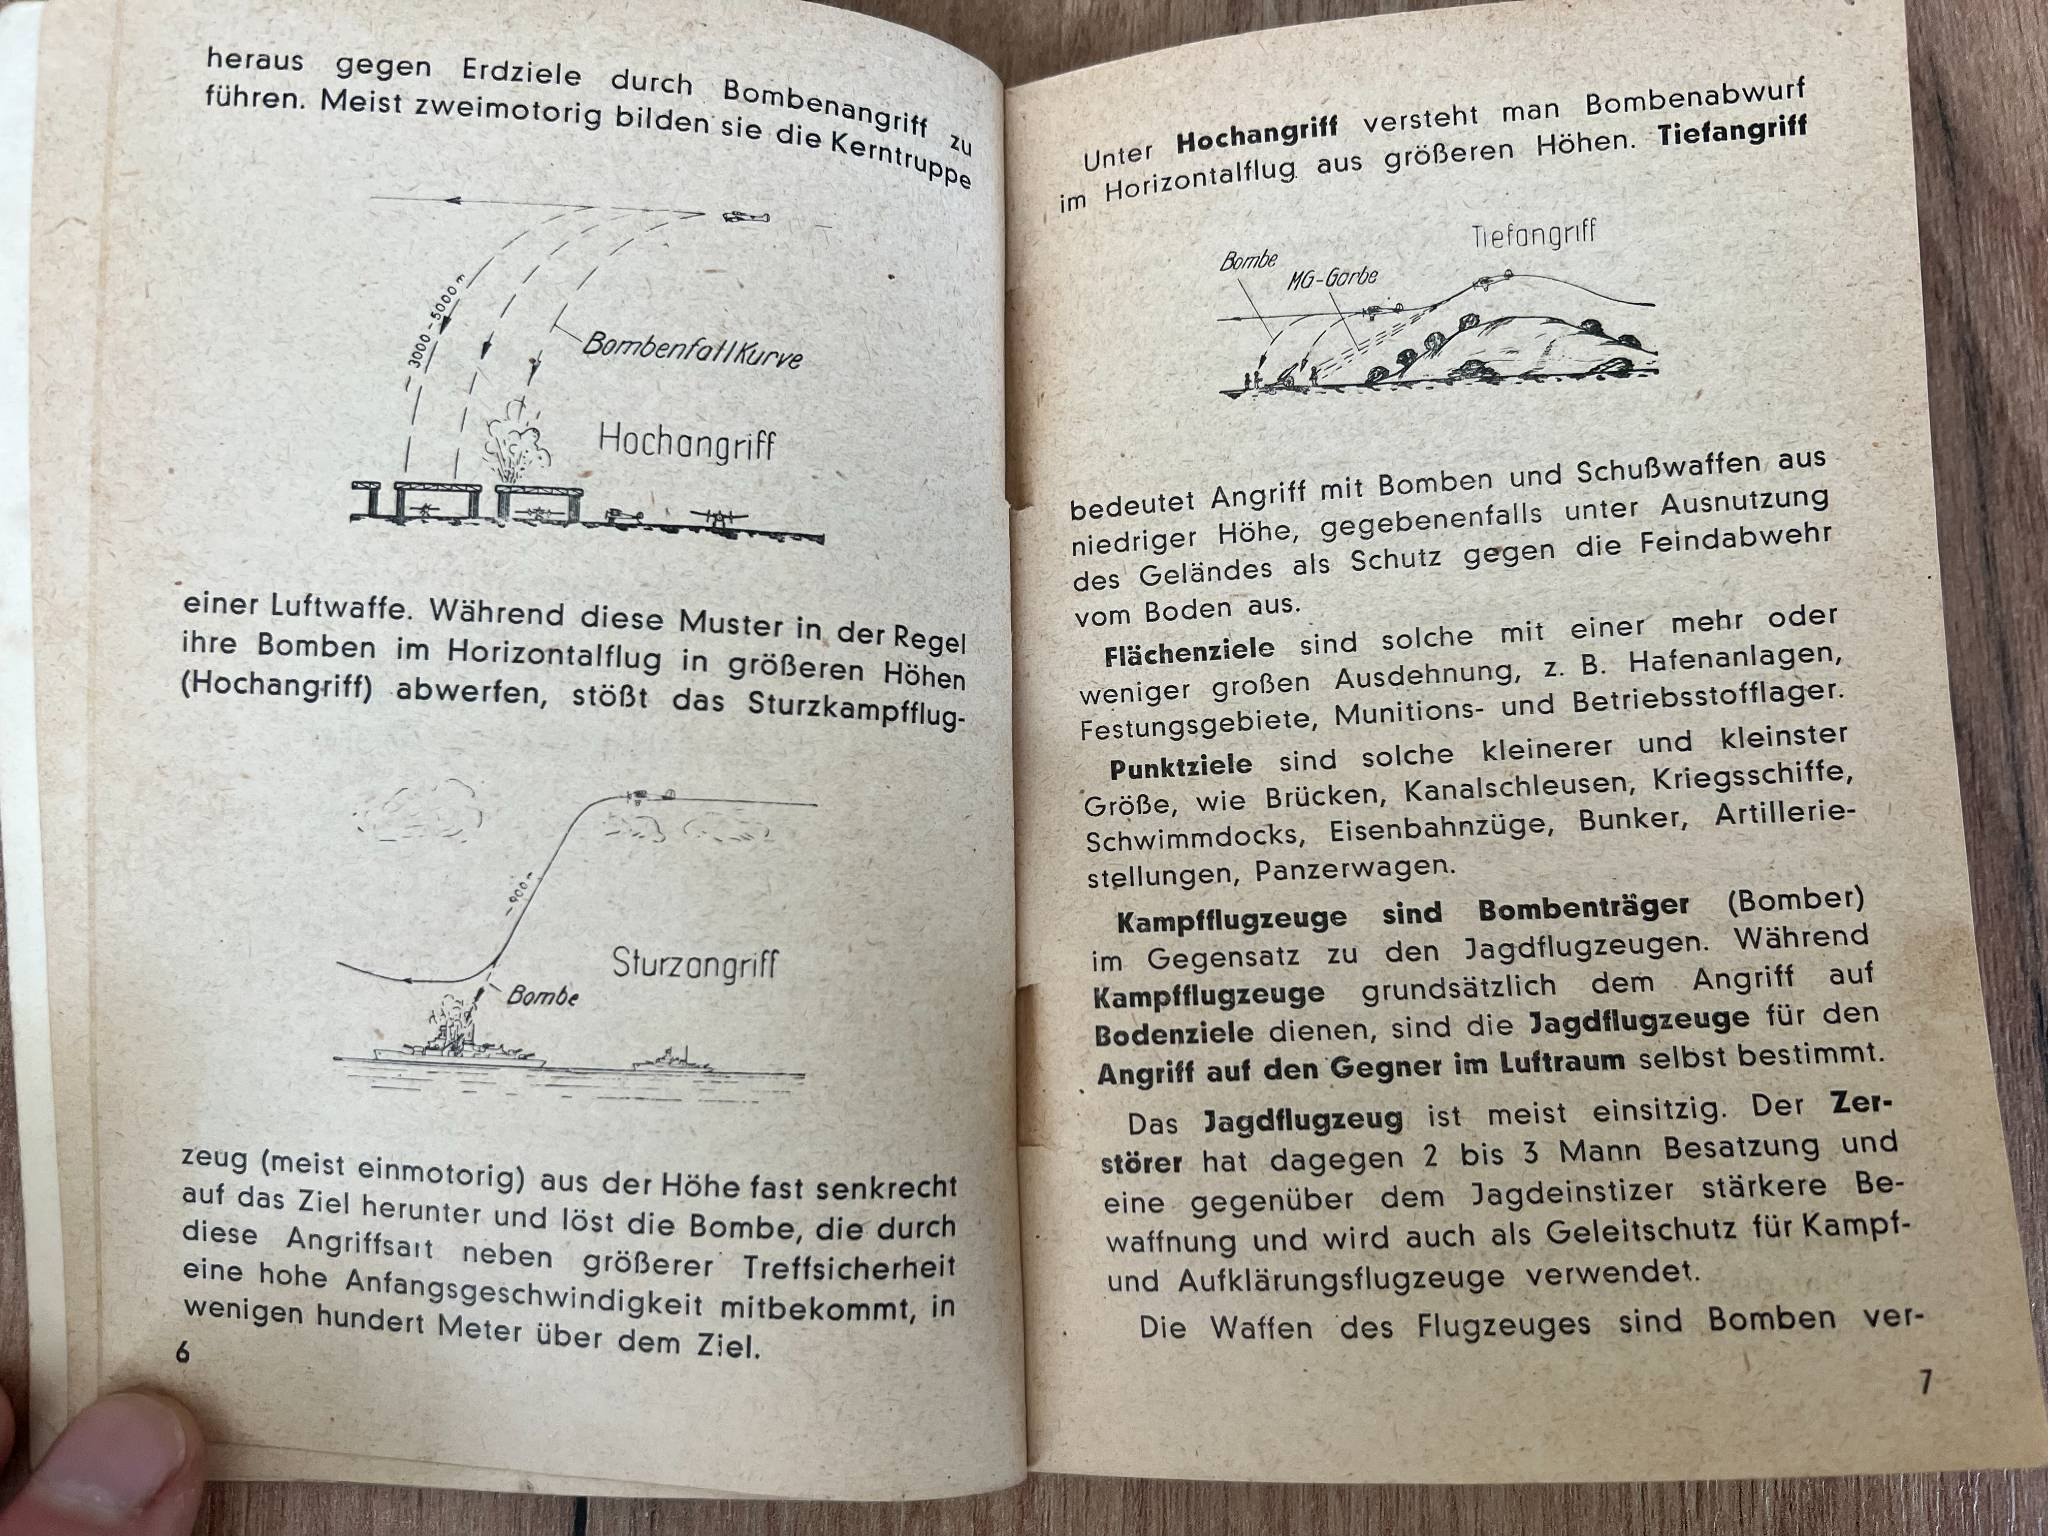 heraus gegen Erdziele durch Bombenangriff zu
führen. Meist zweimotorig bilden sie die Kerntruppe
~ 3000 - 5000 m
Bombenfallkurve
Hochangriff
einer Luftwaffe. Während diese Muster in der Regel
ihre Bomben im Horizontalflug in größeren Höhen
(Hochangriff) abwerfen, stößt das Sturzkampfflug-
~ 900 m
Sturzangriff
Bombe
zeug (meist einmotorig) aus der Höhe fast senkrecht
auf das Ziel herunter und löst die Bombe, die durch
diese Angriffsart neben größerer Treffsicherheit
eine hohe Anfangsgeschwindigkeit mitbekommt, in
wenigen hundert Meter über dem Ziel.
6
Unter Hochangriff versteht man Bombenabwurf
im Horizontalflug aus größeren Höhen. Tiefangriff
Tiefangriff
Bombe
MG-Garbe
bedeutet Angriff mit Bomben und Schußwaffen aus
niedriger Höhe, gegebenenfalls unter Ausnutzung
des Geländes als Schutz gegen die Feindabwehr
vom Boden aus.
Flächenziele sind solche mit einer mehr oder
weniger großen Ausdehnung, z. B. Hafenanlagen,
Festungsgebiete, Munitions- und Betriebsstofflager.
Punktziele sind solche kleinerer und kleinster
Größe, wie Brücken, Kanalschleusen, Kriegsschiffe,
Schwimmdocks, Eisenbahnzüge, Bunker, Artillerie-
stellungen, Panzerwagen.
Kampfflugzeuge sind Bombenträger (Bomber)
im Gegensatz zu den Jagdflugzeugen. Während
Kampfflugzeuge grundsätzlich dem Angriff auf
Bodenziele dienen, sind die Jagdflugzeuge für den
Angriff auf den Gegner im Luftraum selbst bestimmt.
Das Jagdflugzeug ist meist einsitzig. Der Zer-
störer hat dagegen 2 bis 3 Mann Besatzung und
eine gegenüber dem Jagdeinstizer stärkere Be-
waffnung und wird auch als Geleitschutz für Kampf-
und Aufklärungsflugzeuge verwendet.
Die Waffen des Flugzeuges sind Bomben ver-
7